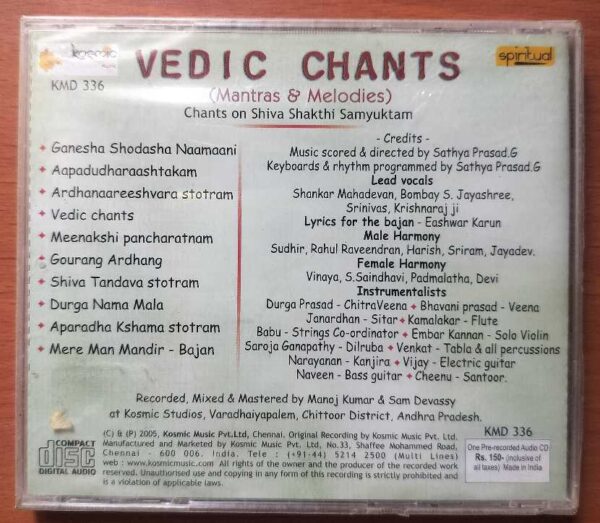 kosmic
VEDIC CHANTS
spiritual
KMD 336
(Mantras & Melodies)
Chants on Shiva Shakthi Samyuktam
Ganesha Shodasha Naamaani
Aapadudharaashtakam
Ardhanaareeshvara stotram
Vedic chants
Meenakshi pancharatnam
Gourang Ardhang
Shiva Tandava stotram
Durga Nama Mala
Aparadha Kshama stotram
Mere Man Mandir - Bajan
- Credits -
Music scored & directed by Sathya Prasad.G
Keyboards & rhythm programmed by Sathya Prasad.G
Lead vocals
Shankar Mahadevan, Bombay S. Jayashree,
Srinivas, Krishnaraj ji
Lyrics for the bajan - Eashwar Karun
Male Harmony
Sudhir, Rahul Raveendran, Harish, Sriram, Jayadev.
Female Harmony
Vinaya, S.Saindhavi, Padmalatha, Devi
Instrumentalists
Durga Prasad - ChitraVeena Bhavani prasad - Veena
Janardhan - Sitar Kamalakar - Flute
Babu - Strings Co-ordinator Embar Kannan - Solo Violin
Saroja Ganapathy - Dilruba Venkat - Tabla & all percussions
Narayanan - Kanjira Vijay - Electric guitar
Naveen - Bass guitar Cheenu - Santoor.
Recorded, Mixed & Mastered by Manoj Kumar & Sam Devassy
at Kosmic Studios, Varadhaiyapalem, Chittoor District, Andhra Pradesh.
COMPACT
disc
DIGITAL AUDIO
(C) & (P) 2005, Kosmic Music Pvt.Ltd, Chennai. Original Recording by Kosmic Music Pvt. Ltd.
Manufactured and Marketed by Kosmic Music Pvt. Ltd, No.33, Shaffee Mohammed Road,
Chennai - 600 006. India. Tele : (+91-44) 5214 2500 (Multi Lines)
web : www.kosmicmusic.com All rights of the owner and the producer of the recorded work
reserved. Unauthorised use and copying in any form of this recording is strictly prohibited and
is a violation of applicable laws.
KMD 336
One Pre-recorded Audio CD
Rs. 150- (inclusive of
all taxes) Made in India